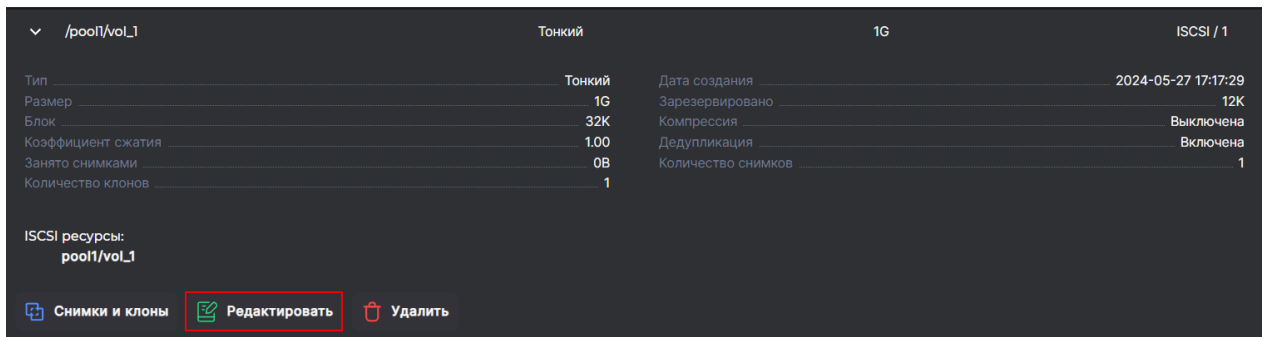 /pool1/vol_1 Тонкий 1G ISCSI / 1
Тип Тонкий Дата создания 2024-05-27 17:17:29
Размер 1G Зарезервировано 12K
Блок 32K Компрессия Выключена
Коэффициент сжатия 1.00 Дедупликация Включена
Занято снимками 0B Количество снимков 1
Количество клонов 1
ISCSI ресурсы:
pool1/vol_1
Снимки и клоны Редактировать Удалить